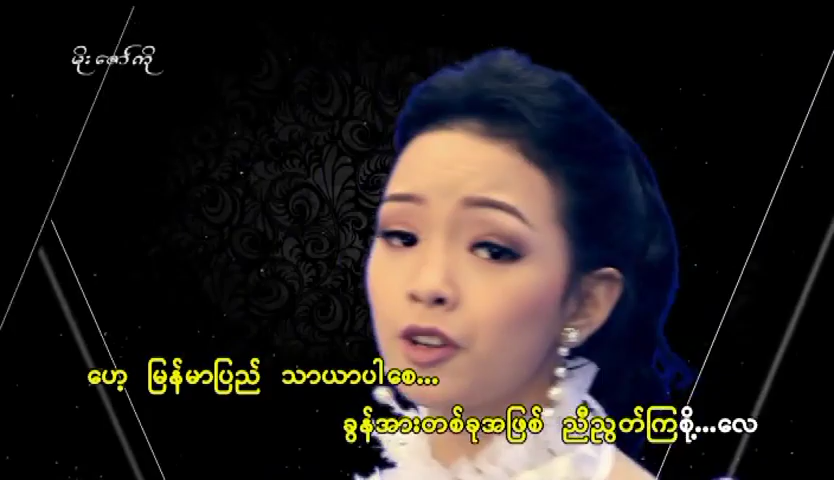 မိုးဇော်ကို
ဟေ့ မြန်မာပြည် သာယာပါစေ...
ခွန်အားတစ်ခုအဖြစ် ညီညွတ်ကြစို့...လေ